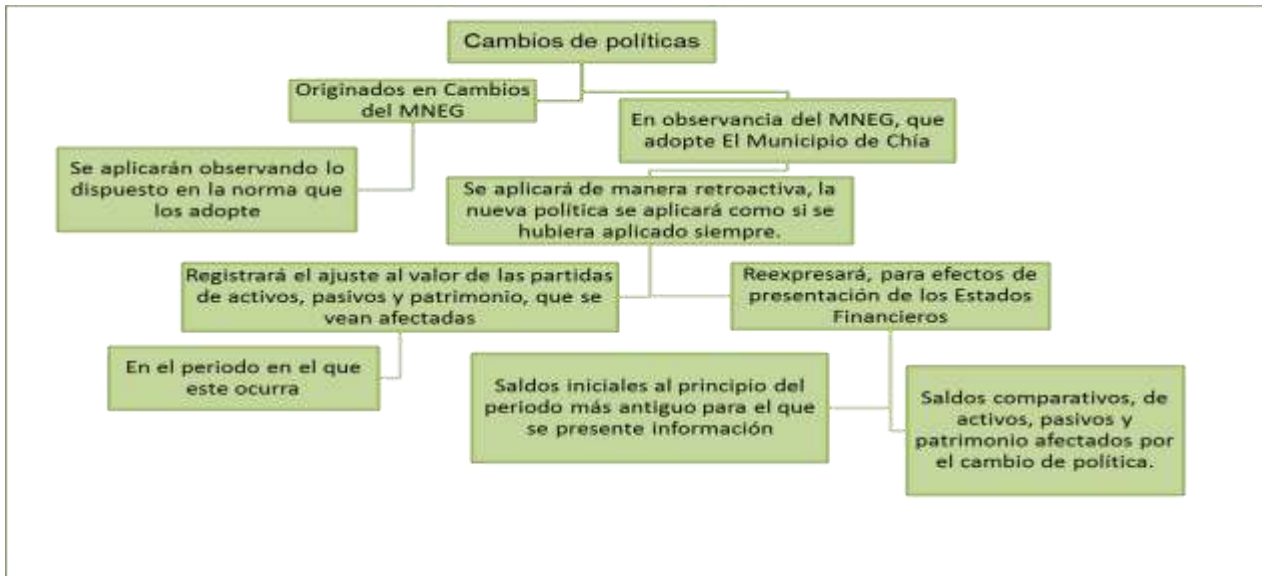 Cambios de políticas
Originados en Cambios
del MNEG
En observancia del MNEG, que
adopte El Municipio de Chía
Se aplicarán observando lo
dispuesto en la norma que
los adopte
Se aplicará de manera retroactiva, la
nueva política se aplicará como si se
hubiera aplicado siempre.
Registrará el ajuste al valor de las partidas
de activos, pasivos y patrimonio, que se
vean afectadas
Reexpresará, para efectos de
presentación de los Estados
Financieros
En el periodo en el que
este ocurra
Saldos iniciales al principio del
periodo más antiguo para el que
se presente información
Saldos comparativos, de
activos, pasivos y
patrimonio afectados por
el cambio de política.